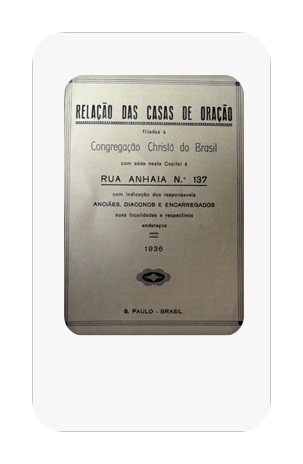 RELAÇÃO DAS CASAS DE ORAÇÃO
filiadas à
Congregação Christã do Brasil
com séde nesta Capital á
RUA ANHAIA N.º 137
com indicação dos responsaveis
ANCIÃES, DIACONOS E ENCARREGADOS
suas localidades e respectivos
endereços
1936
S. PAULO - BRASIL